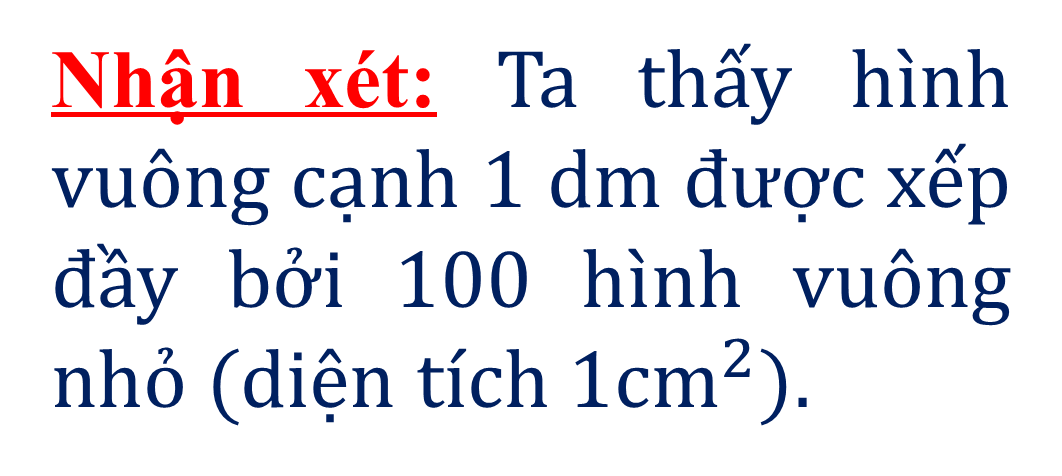 Nhận xét: Ta thấy hình
vuông cạnh 1 dm được xếp
đầy bởi 100 hình vuông
nhỏ (diện tích 1cm²).